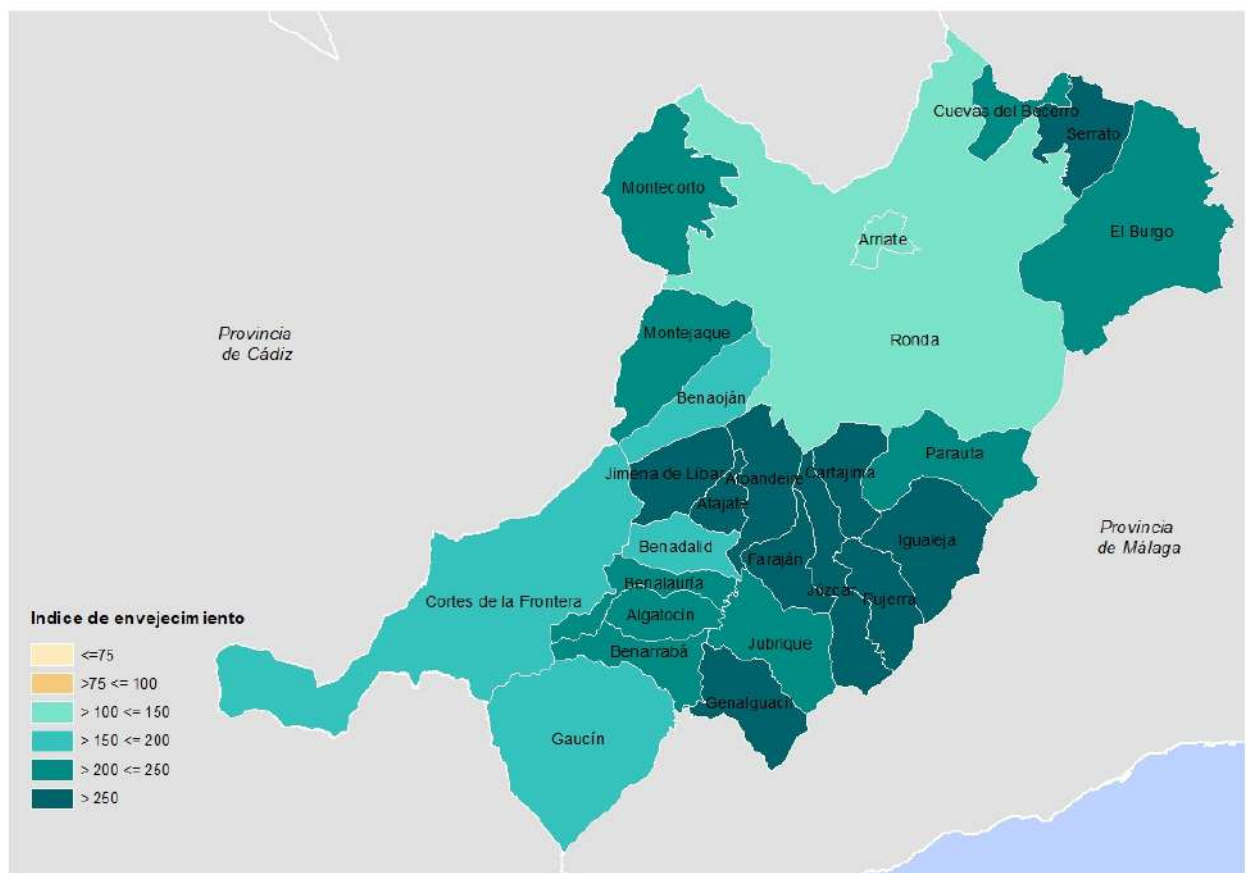 Cuevas del Becerro
Serrato
Montecorto
El Burgo
Arriate
Provincia
de Cádiz
Montejaque
Ronda
Benaoján
Parauta
Jimena de Líbar
Alpandeire
Cartajima
Atajate
Provincia
de Málaga
Igualeja
Benadalid
Faraján
Benalauría
Júzcar
Pujerra
Cortes de la Frontera
Algatocín
Jubrique
Benarrabá
Genalguacil
Gaucín
Indice de envejecimiento
<=75
>75 <= 100
> 100 <= 150
> 150 <= 200
> 200 <= 250
> 250